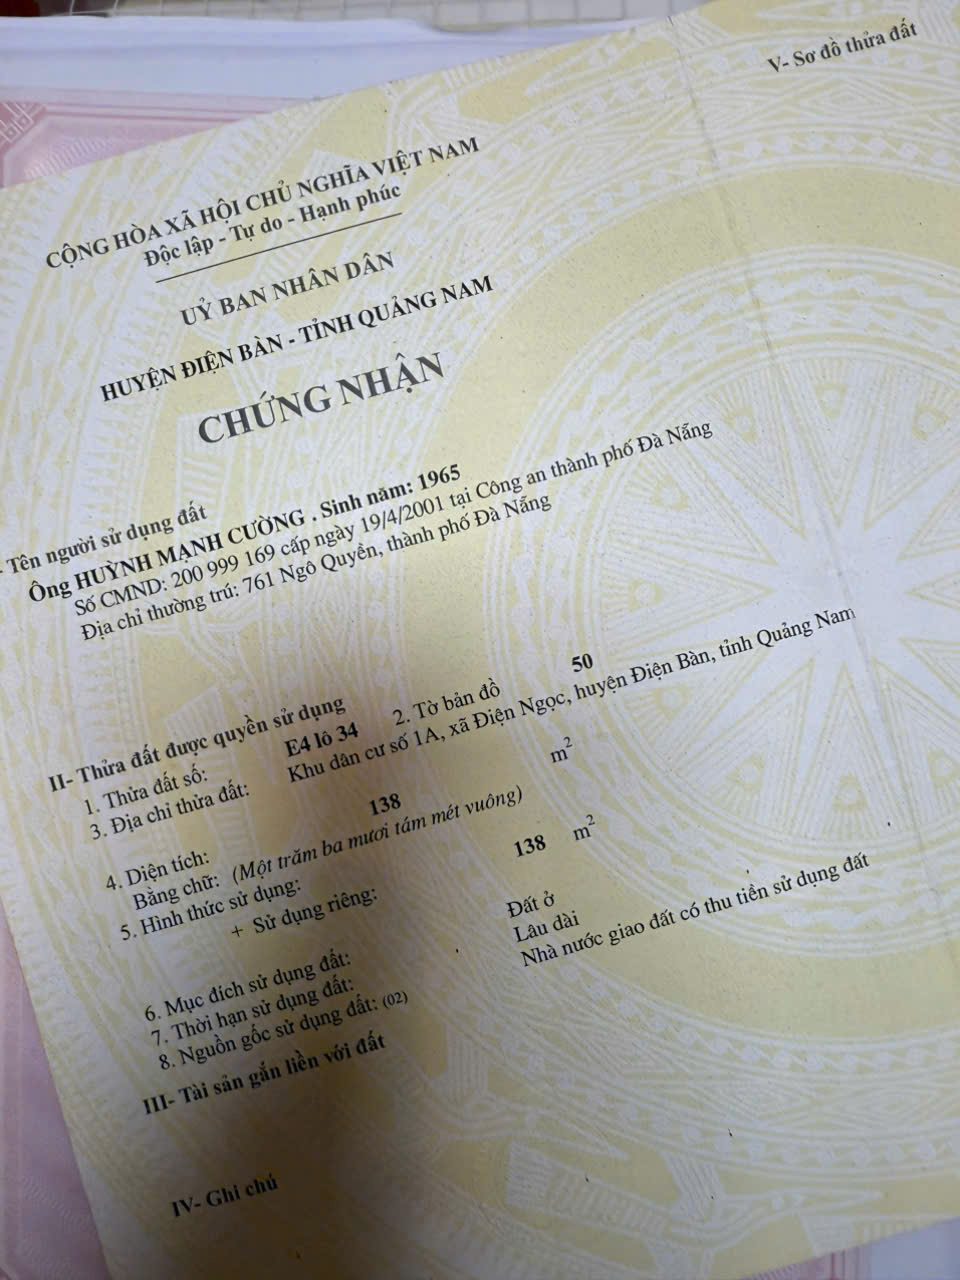 V- Sơ đồ thửa đất
CỘNG HÒA XÃ HỘI CHỦ NGHĨA VIỆT NAM
Độc lập - Tự do - Hạnh phúc
UỶ BAN NHÂN DÂN
HUYỆN ĐIỆN BÀN - TỈNH QUẢNG NAM
CHỨNG NHẬN
- Tên người sử dụng đất
Ông HUỲNH MẠNH CƯỜNG . Sinh năm: 1965
Số CMND: 200 999 169 cấp ngày 19/4/2001 tại Công an thành phố Đà Nẵng
Địa chỉ thường trú: 761 Ngô Quyền, thành phố Đà Nẵng
II- Thửa đất được quyền sử dụng
1. Thửa đất số: E4 lô 34 2. Tờ bản đồ 50
3. Địa chỉ thửa đất: Khu dân cư số 1A, xã Điện Ngọc, huyện Điện Bàn, tỉnh Quảng Nam
4. Diện tích: 138 m²
Bằng chữ: (Một trăm ba mươi tám mét vuông)
5. Hình thức sử dụng:
+ Sử dụng riêng: 138 m²
6. Mục đích sử dụng đất: Đất ở
7. Thời hạn sử dụng đất: Lâu dài
8. Nguồn gốc sử dụng đất: (02) Nhà nước giao đất có thu tiền sử dụng đất
III- Tài sản gắn liền với đất
IV- Ghi chú